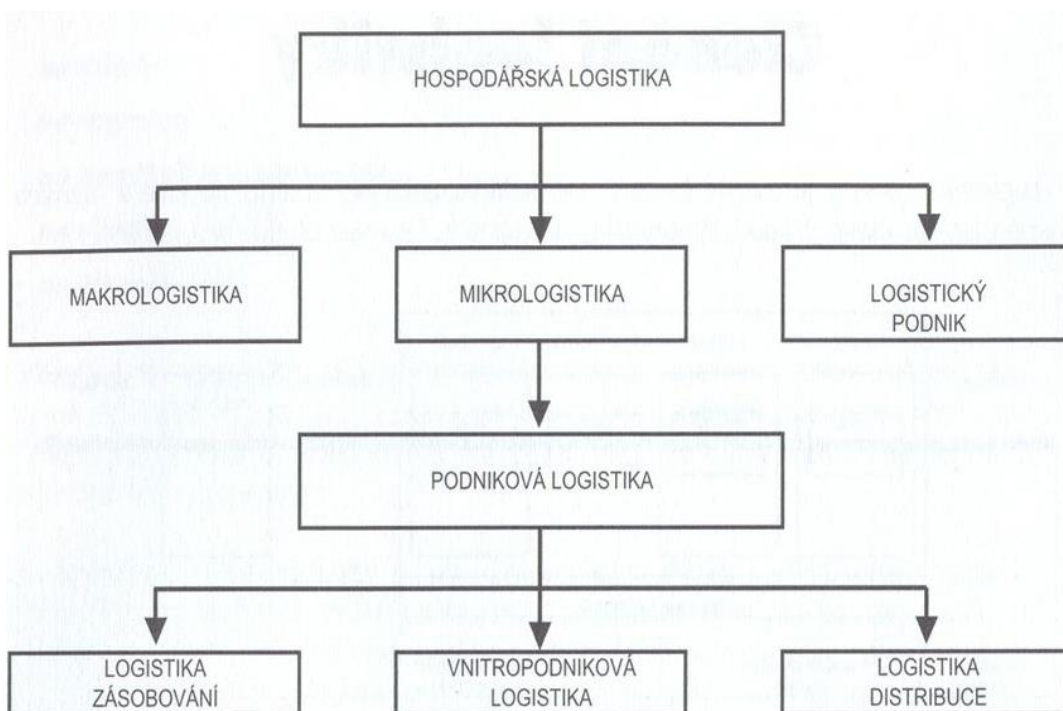 HOSPODÁŘSKÁ LOGISTIKA
MAKROLOGISTIKA
MIKROLOGISTIKA
LOGISTICKÝ
PODNIK
PODNIKOVÁ LOGISTIKA
LOGISTIKA
ZÁSOBOVÁNÍ
VNITROPODNIKOVÁ
LOGISTIKA
LOGISTIKA
DISTRIBUCE